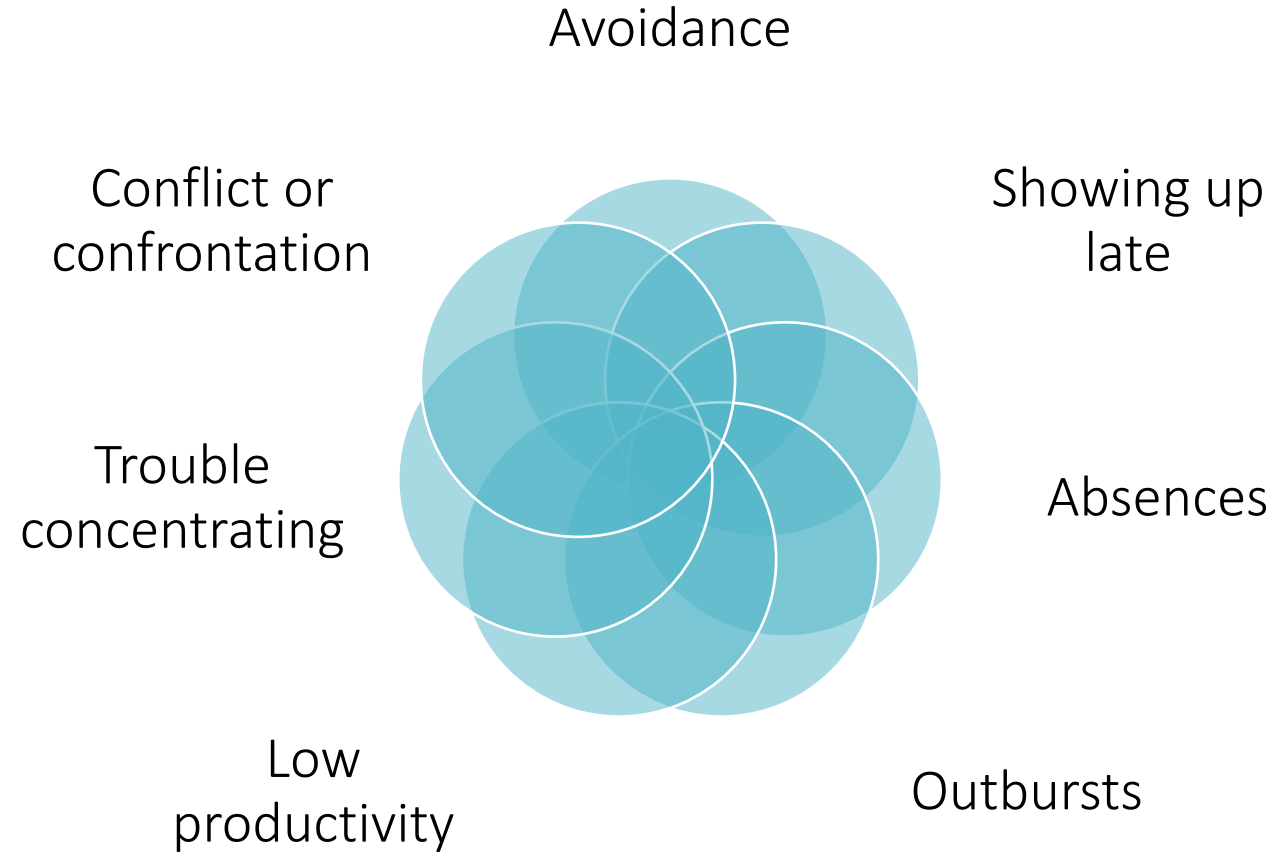 Avoidance
Conflict or
confrontation
Showing up
late
Trouble
concentrating
Absences
Low
productivity
Outbursts